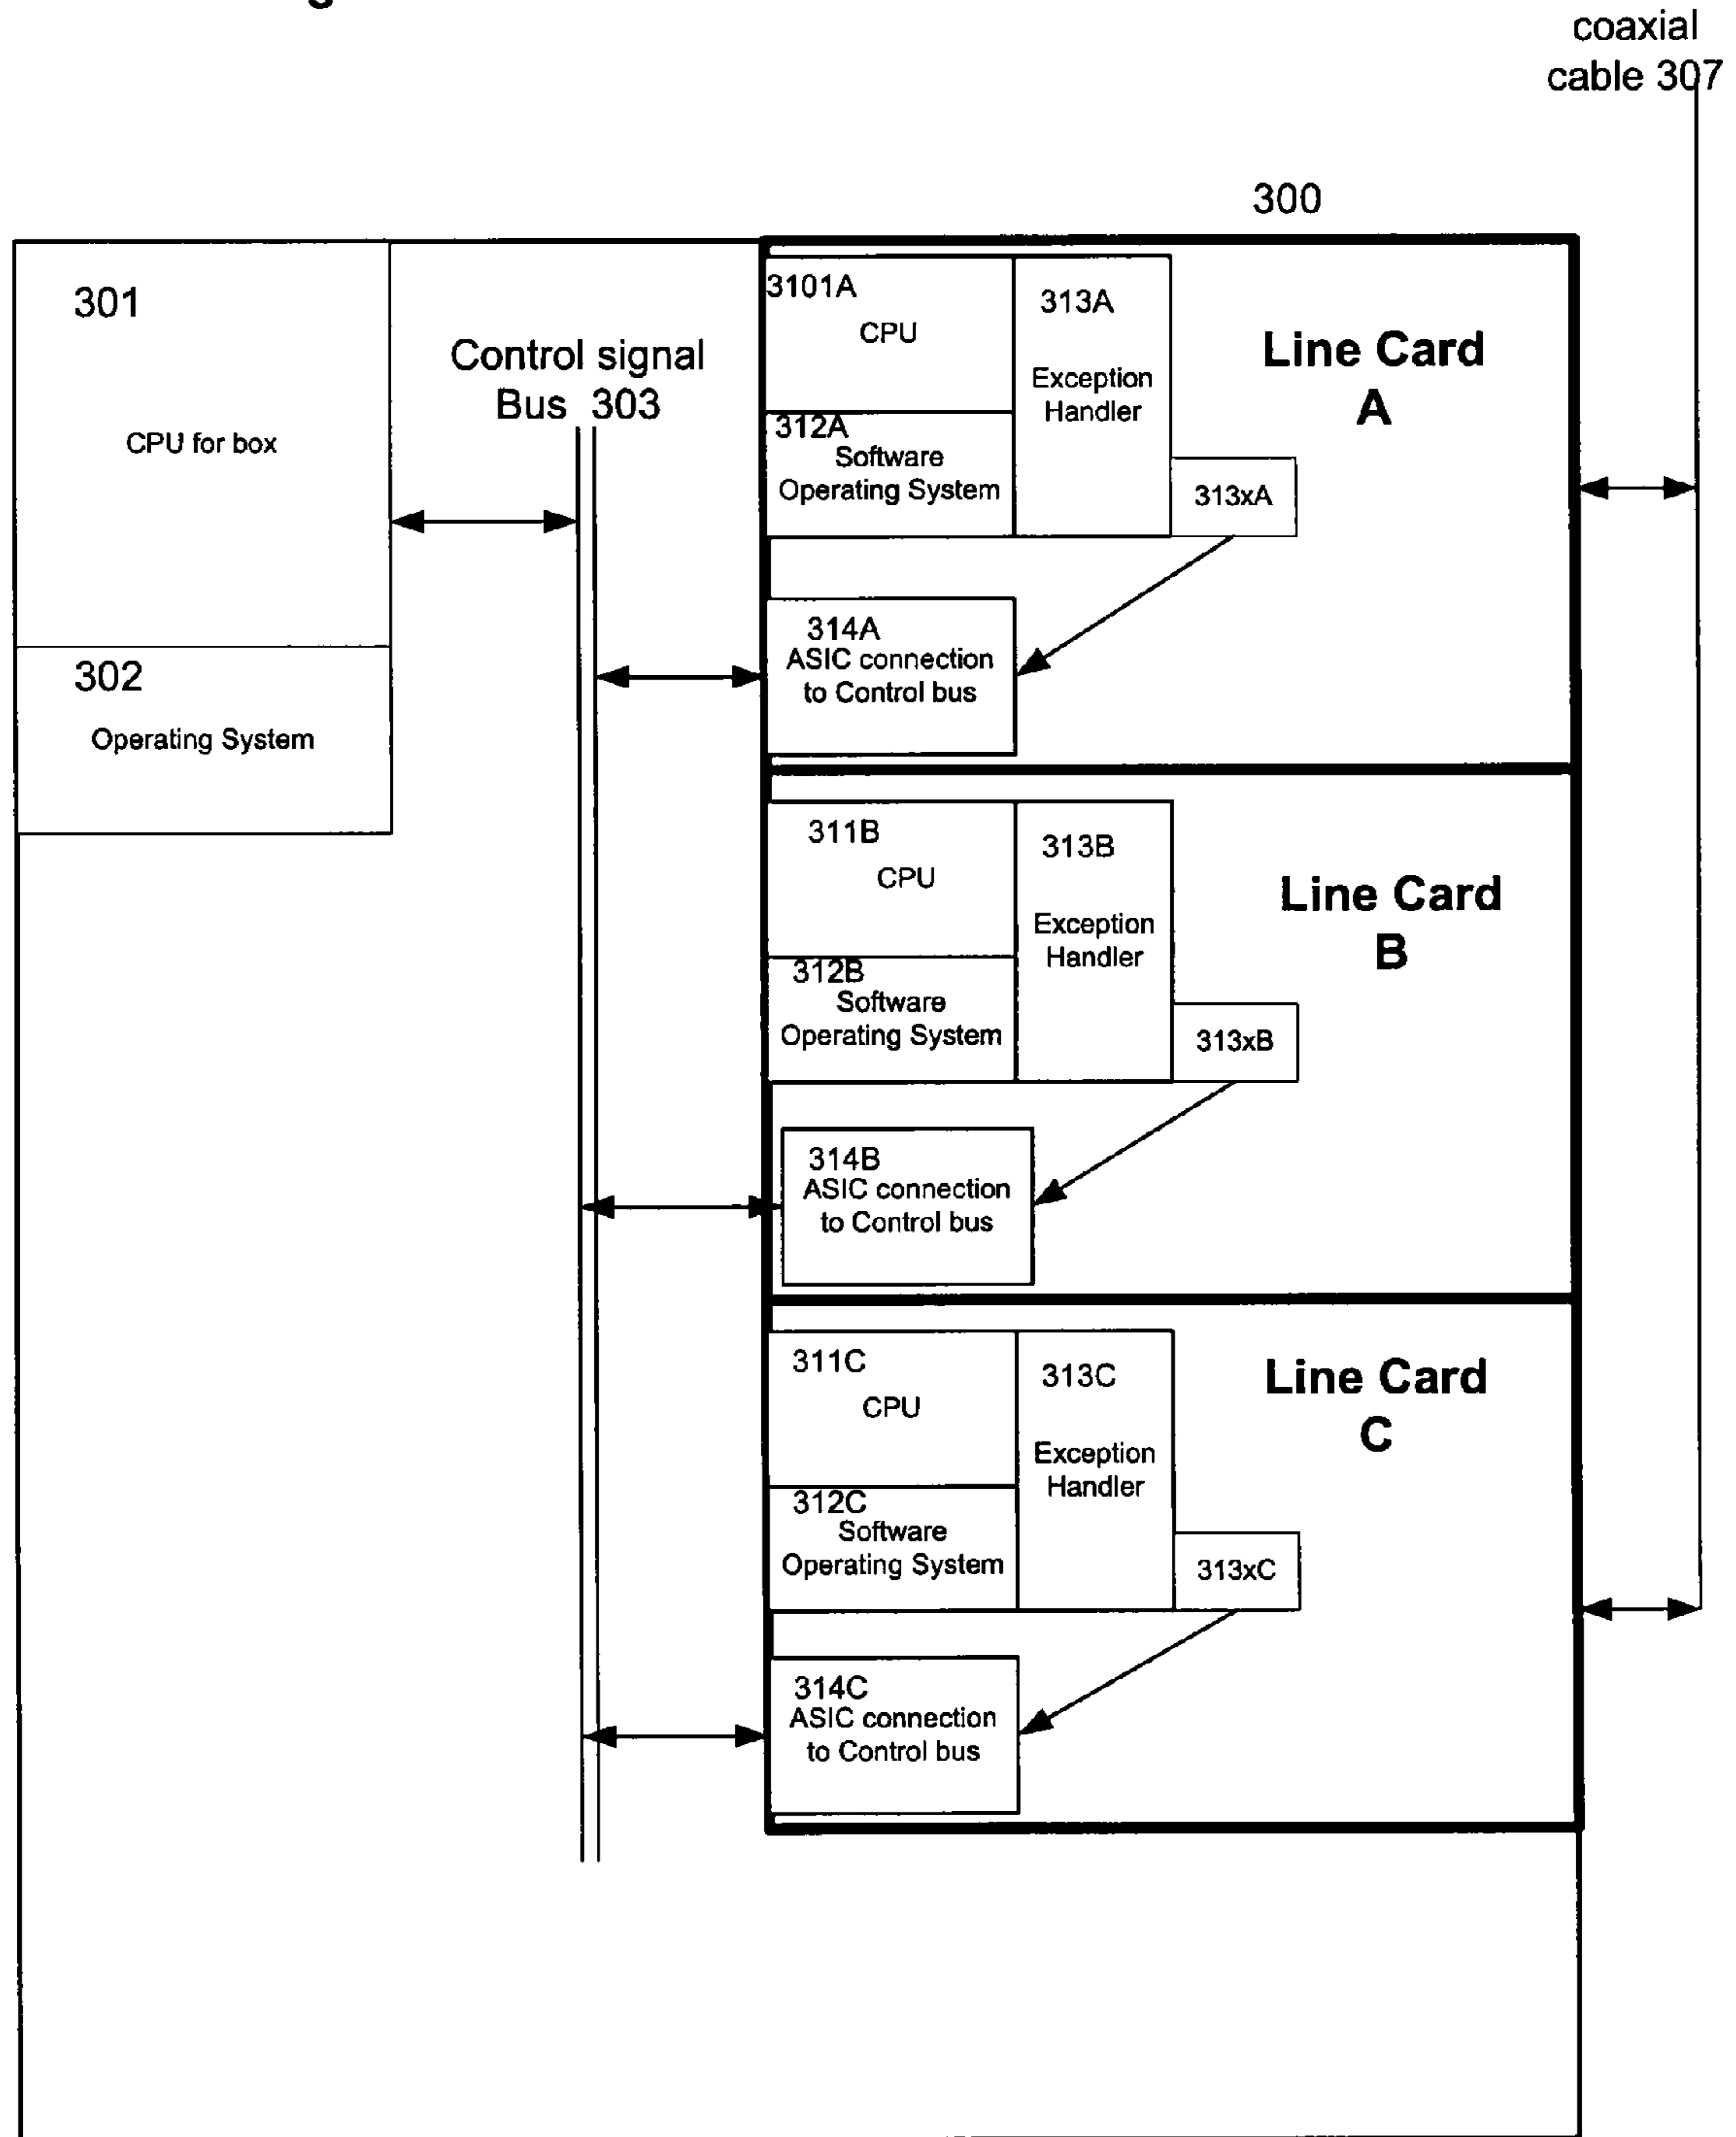 coaxial
cable 307
300
301
CPU for box
302
Operating System
Control signal
Bus 303
3101A
CPU
312A
Software
Operating System
313A
Exception
Handler
313xA
Line Card
A
314A
ASIC connection
to Control bus
311B
CPU
312B
Software
Operating System
313B
Exception
Handler
313xB
Line Card
B
314B
ASIC connection
to Control bus
311C
CPU
312C
Software
Operating System
313C
Exception
Handler
313xC
Line Card
C
314C
ASIC connection
to Control bus